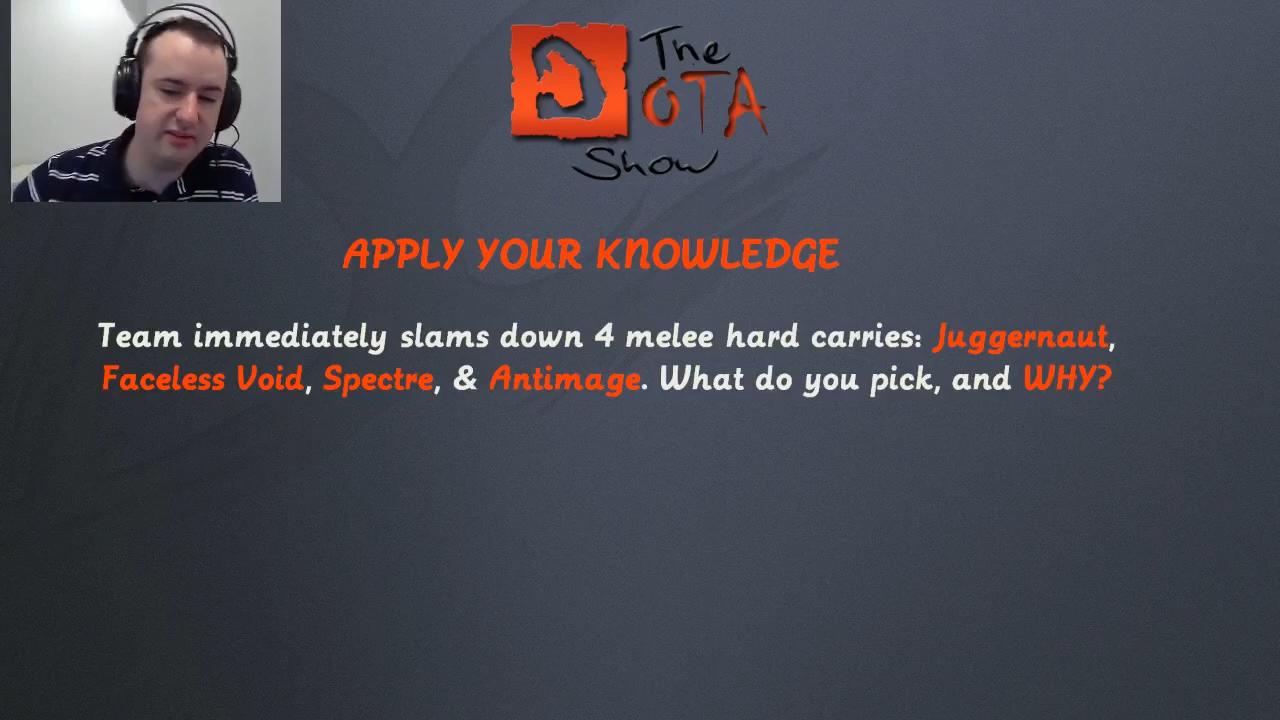 The
DOTA
Show
APPLY YOUR KNOWLEDGE
Team immediately slams down 4 melee hard carries: Juggernaut,
Faceless Void, Spectre, & Antimage. What do you pick, and WHY?